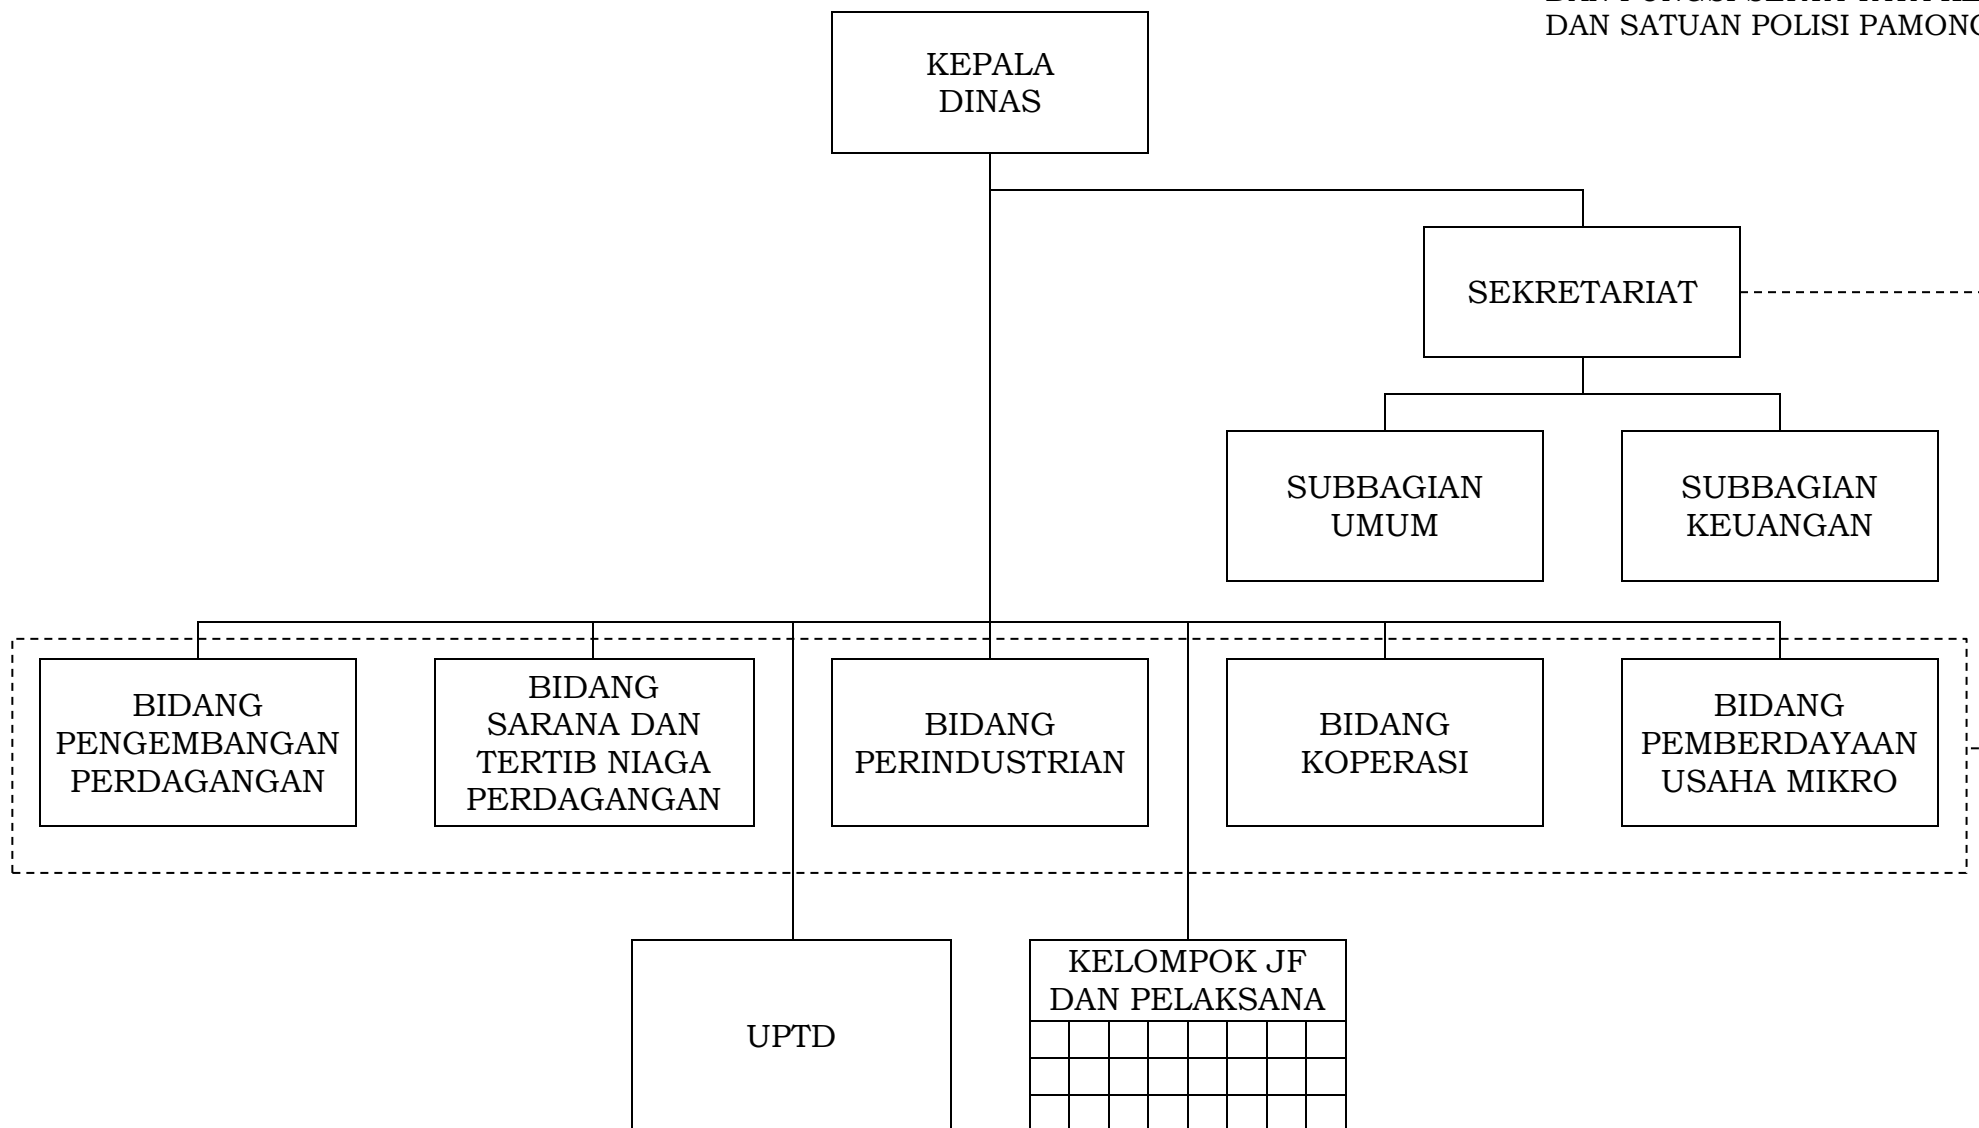 DAN SATUAN POLISI PAMONG
KEPALA
DINAS
SEKRETARIAT
SUBBAGIAN
UMUM
SUBBAGIAN
KEUANGAN
BIDANG
PENGEMBANGAN
PERDAGANGAN
BIDANG
SARANA DAN
TERTIB NIAGA
PERDAGANGAN
BIDANG
PERINDUSTRIAN
BIDANG
KOPERASI
BIDANG
PEMBERDAYAAN
USAHA MIKRO
UPTD
KELOMPOK JF
DAN PELAKSANA